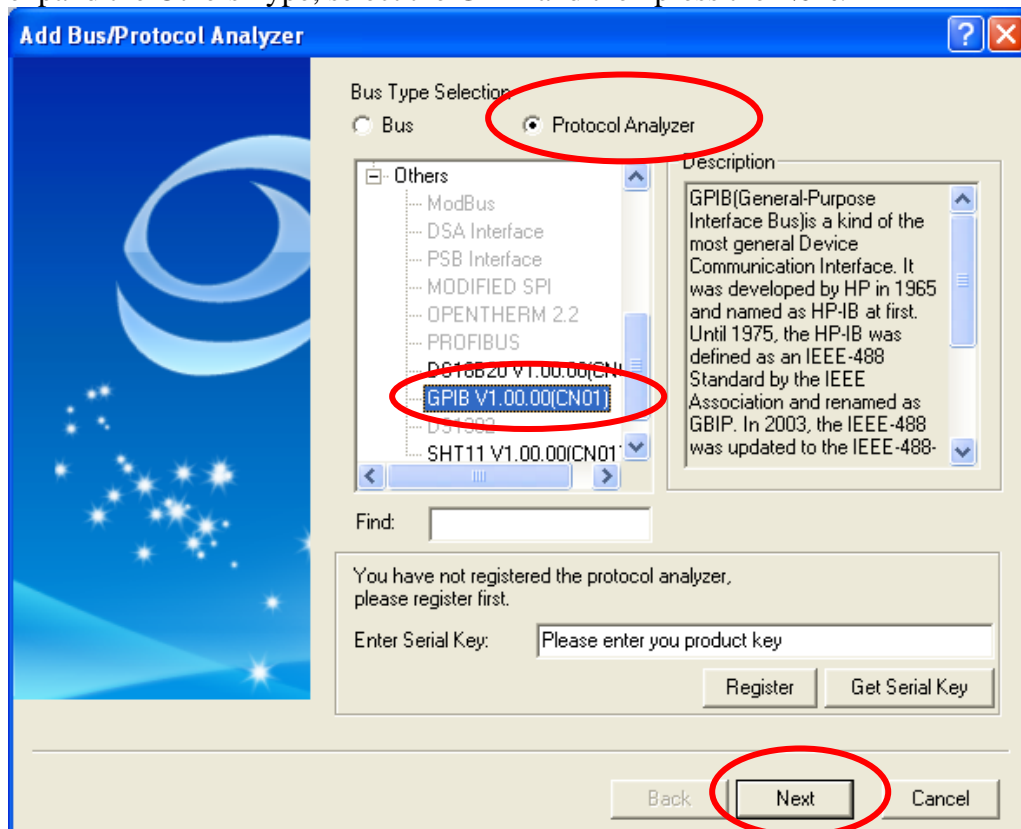 Add Bus/Protocol Analyzer
Bus Type Selection
Bus
Protocol Analyzer
Others
ModBus
DSA Interface
PSB Interface
MODIFIED SPI
OPENTHERM 2.2
PROFIBUS
DS18B20 V1.00.00(CN
GPIB V1.00.00(CN01)
DS1302
SHT11 V1.00.00(CN01
Description
GPIB(General-Purpose
Interface Bus)is a kind of the
most general Device
Communication Interface. It
was developed by HP in 1965
and named as HP-IB at first.
Until 1975, the HP-IB was
defined as an IEEE-488
Standard by the IEEE
Association and renamed as
GBIP. In 2003, the IEEE-488
was updated to the IEEE-488-
Find:
You have not registered the protocol analyzer,
please register first.
Enter Serial Key:
Please enter you product key
Register
Get Serial Key
Back
Next
Cancel